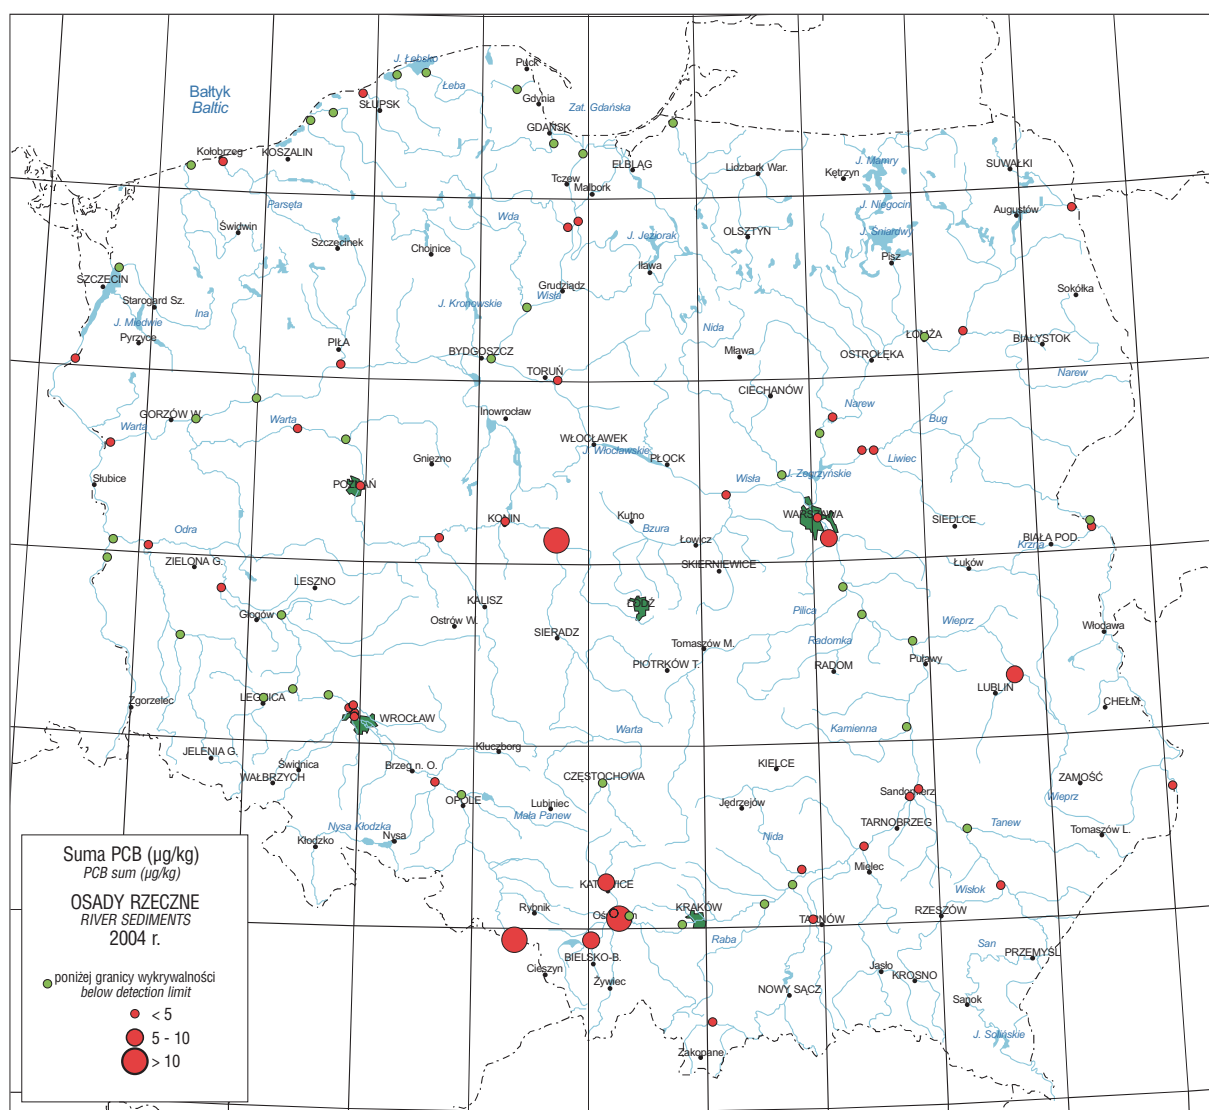 Bałtyk
Baltic
J. Łebsko
Łeba
Puck
Gdynia
Zat. Gdańska
SŁUPSK
GDAŃSK
Kołobrzeg
KOSZALIN
ELBLĄG
Lidzbark War.
J. Mamry
Kętrzyn
SUWAŁKI
Tczew
Malbork
Parsęta
Wda
J. Niegocin
Augustów
Świdwin
Szczecinek
Chojnice
J. Jeziorak
OLSZTYN
J. Śniardwy
Pisz
Iława
SZCZECIN
Starogard Sz.
Ina
J. Kronowskie
Grudziądz
Wisła
Sokółka
J. Miedwie
Pyrzyce
PIŁA
Nida
ŁOMŻA
BIAŁYSTOK
BYDGOSZCZ
Mława
OSTROŁĘKA
TORUŃ
Narew
CIECHANÓW
GORZÓW W.
Warta
Warta
Inowrocław
Narew
Bug
WŁOCŁAWEK
J. Włocławskie
PŁOCK
Liwiec
Gniezno
Słubice
POZNAŃ
Wisła
J. Zegrzyńskie
KONIN
Kutno
Bzura
WARSZAWA
SIEDLCE
Odra
Łowicz
BIAŁA POD.
Krzna
ZIELONA G.
SKIERNIEWICE
Łuków
LESZNO
KALISZ
ŁÓDŹ
Głogów
Ostrów W.
SIERADZ
Pilica
Wieprz
Włodawa
Tomaszów M.
Radomka
PIOTRKÓW T.
RADOM
Puławy
LUBLIN
Zgorzelec
LEGNICA
CHEŁM
WROCŁAW
Warta
Kamienna
JELENIA G.
Świdnica
Kluczborg
Brzeg n. O.
WAŁBRZYCH
CZĘSTOCHOWA
KIELCE
ZAMOŚĆ
Wieprz
OPOLE
Lubiniec
Mała Panew
Jędrzejów
Sandomierz
TARNOBRZEG
Tanew
Tomaszów L.
Nysa Kłodzka
Nysa
Kłodzko
Nida
Mielec
Wisłok
KATOWICE
Rybnik
KRAKÓW
TARNÓW
RZESZÓW
Raba
San
PRZEMYŚL
BIELSKO-B.
Cieszyn
Żywiec
Jasło
KROSNO
NOWY SĄCZ
Sanok
J. Solińskie
Zakopane
Suma PCB (µg/kg)
PCB sum (µg/kg)
OSADY RZECZNE
RIVER SEDIMENTS
2004 r.
poniżej granicy wykrywalności
below detection limit
< 5
5 - 10
> 10